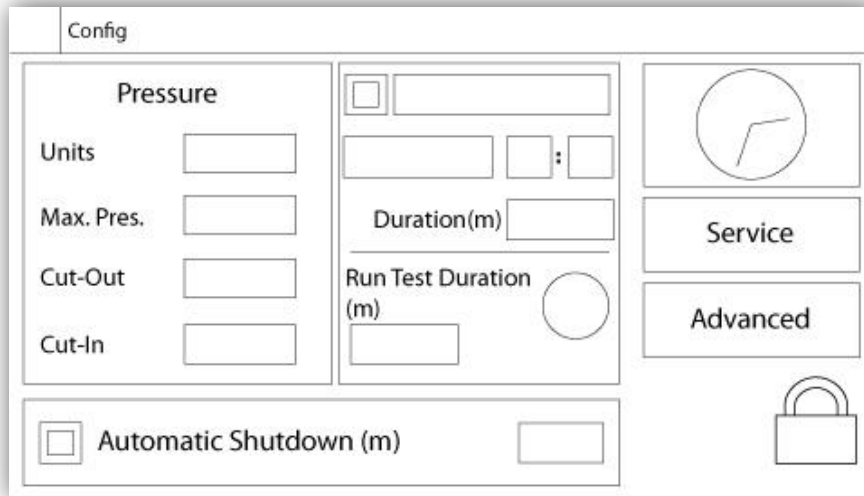 Config
Pressure
Units
Max. Pres.
Cut-Out
Cut-In
:
Duration(m)
Run Test Duration
(m)
Service
Advanced
Automatic Shutdown (m)